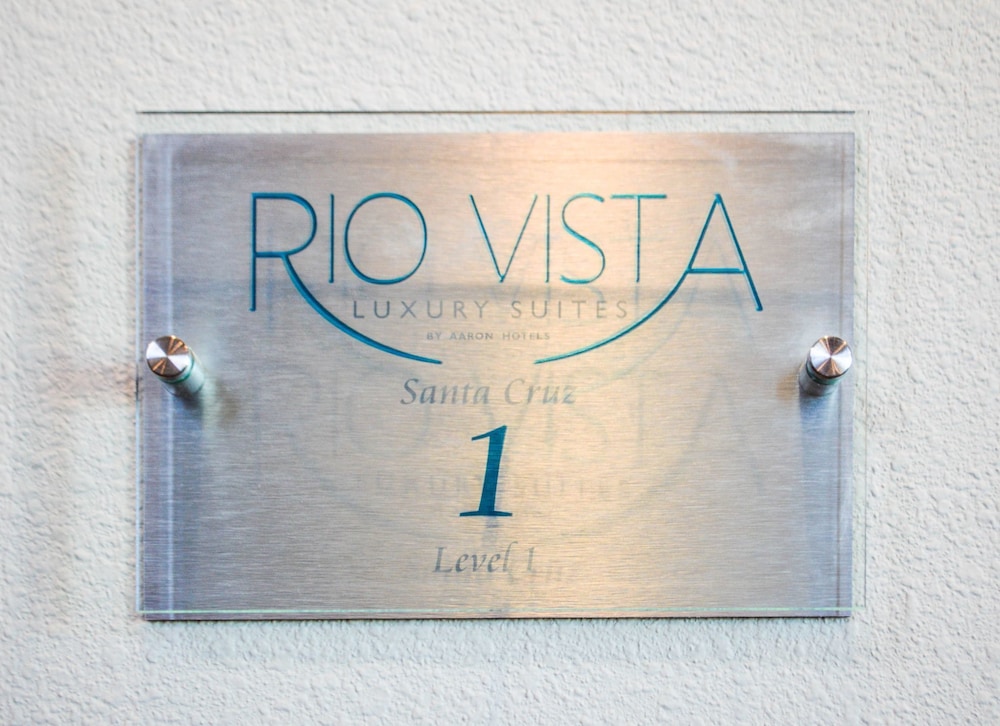 RIO VISTA
LUXURY SUITES
BY AARON HOTELS
Santa Cruz
1
Level 1